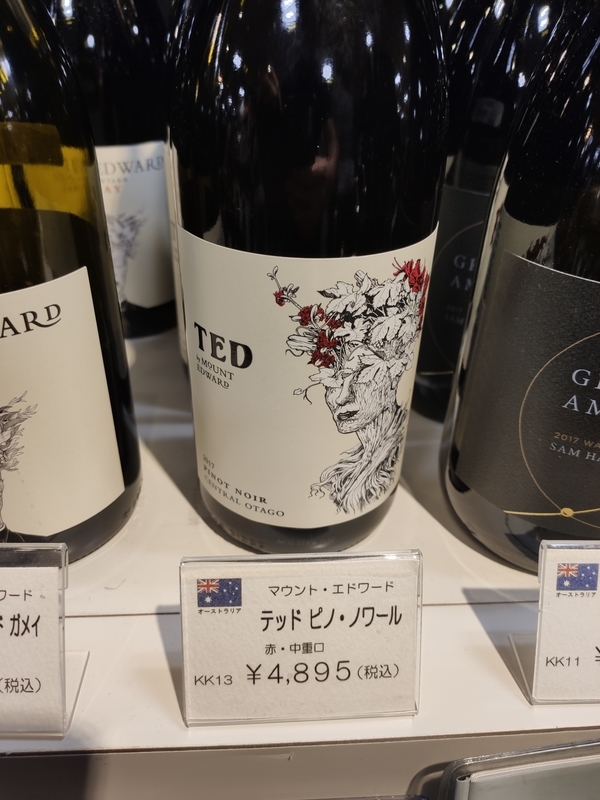 EDWARD
ARD
TED
by MOUNT
EDWARD
2017
PINOT NOIR
CENTRAL OTAGO
2017
SAM
オーストラリア
マウント・エドワード
テッド ピノ・ノワール
赤・中重口
KK13 ¥4,895(税込)
ワード
ガメイ
(税込)
オーストラリア
KK11